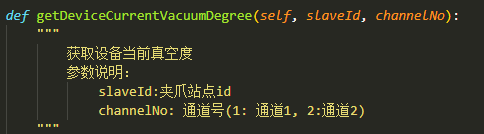 def getDeviceCurrentVacuumDegree(self, slaveId, channelNo):
"""
获取设备当前真空度
参数说明：
slaveId:夹爪站点id
channelNo: 通道号(1: 通道1, 2:通道2)
"""